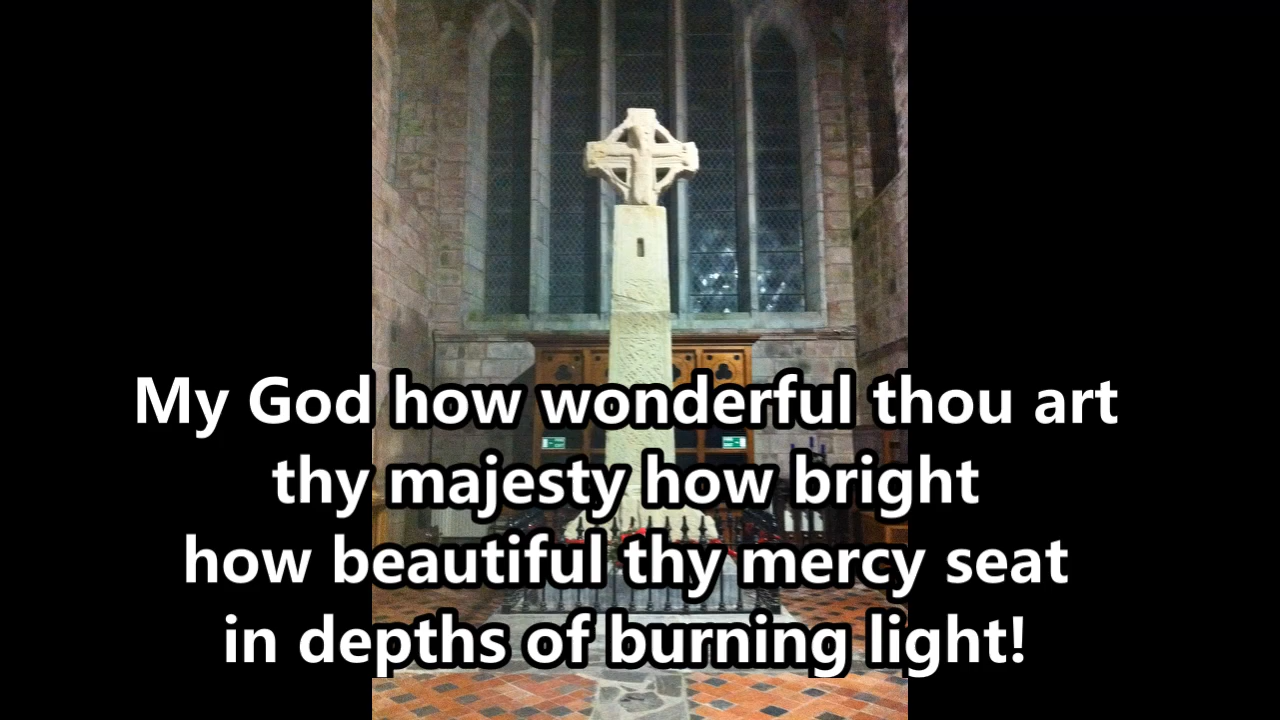 My God how wonderful thou art
thy majesty how bright
how beautiful thy mercy seat
in depths of burning light!